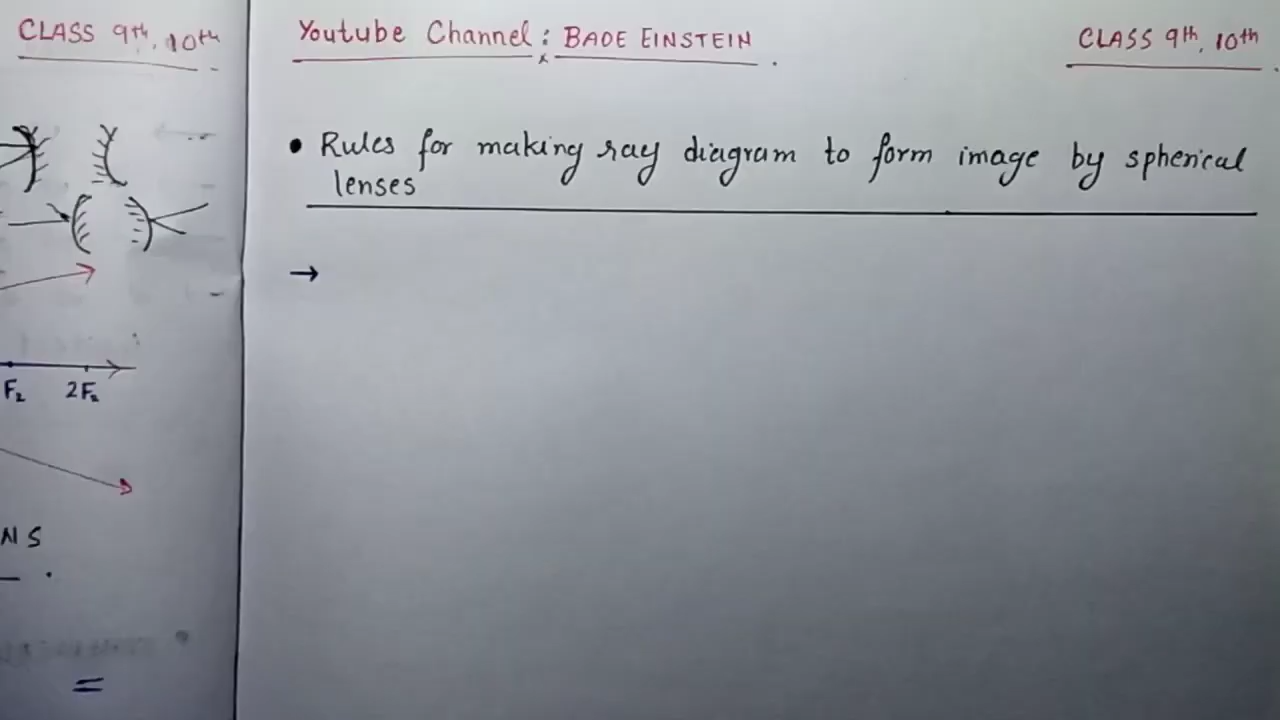 CLASS 9th, 10th
F₂ 2F₂
NS
Youtube Channel: BADE EINSTEIN
CLASS 9th, 10th
• Rules for making ray diagram to form image by spherical
lenses
→